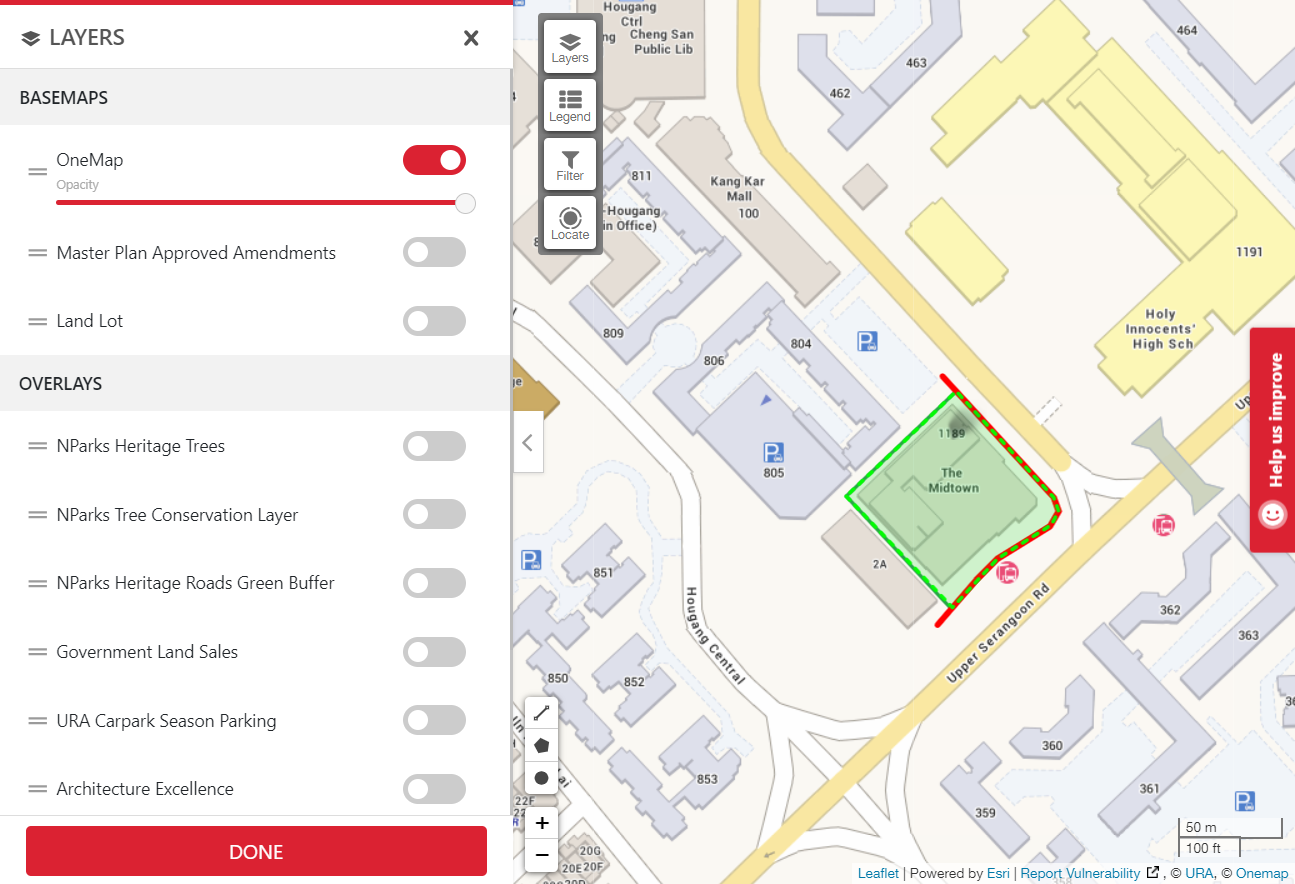 LAYERS
BASEMAPS
OneMap
Opacity
Master Plan Approved Amendments
Land Lot
OVERLAYS
NParks Heritage Trees
NParks Tree Conservation Layer
NParks Heritage Roads Green Buffer
Government Land Sales
URA Carpark Season Parking
Architecture Excellence
DONE
Layers
Legend
Filter
Locate
Hougang
Ctrl
Cheng San
Public Lib
462
463
464
811
Kang Kar
Mall
100
-Hougang
in Office)
1191
Holy
Innocents'
High Sch
809
806
804
805
1189
The
Midtown
2A
851
850
852
853
Hougang Central
Upper Serangoon Rd
362
363
360
361
359
22F
20G
20E
20F
Help us improve
50 m
100 ft
Leaflet | Powered by Esri | Report Vulnerability , © URA, © Onemap